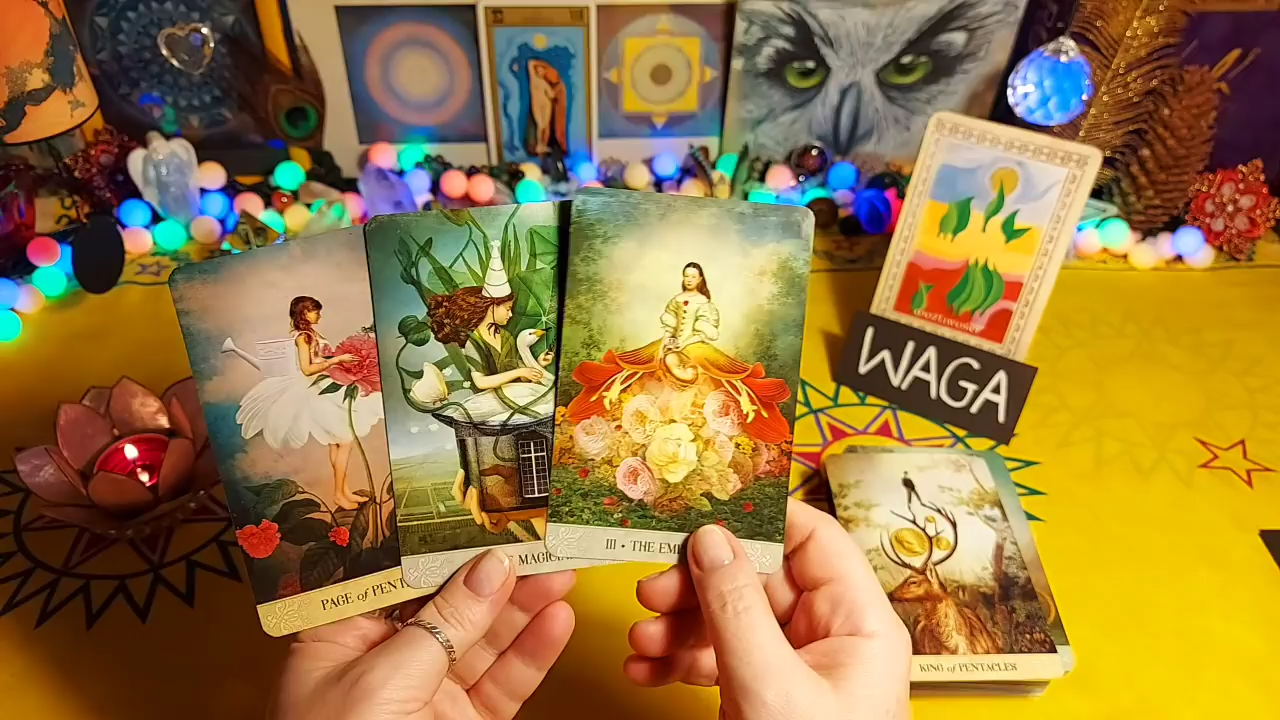 PAGE of PENT
MAGIC
III • THE EM
WAGA
KING of PENTACLES